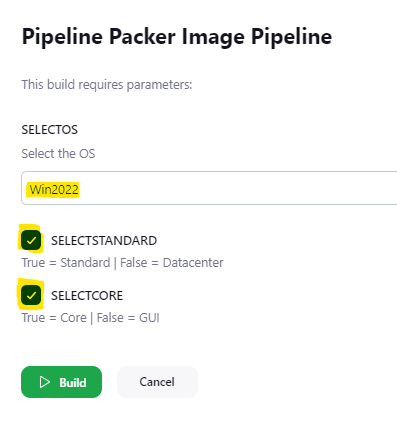 Pipeline Packer Image Pipeline
This build requires parameters:
SELECTOS
Select the OS
Win2022
SELECTSTANDARD
True = Standard | False = Datacenter
SELECTCORE
True = Core | False = GUI
Build
Cancel